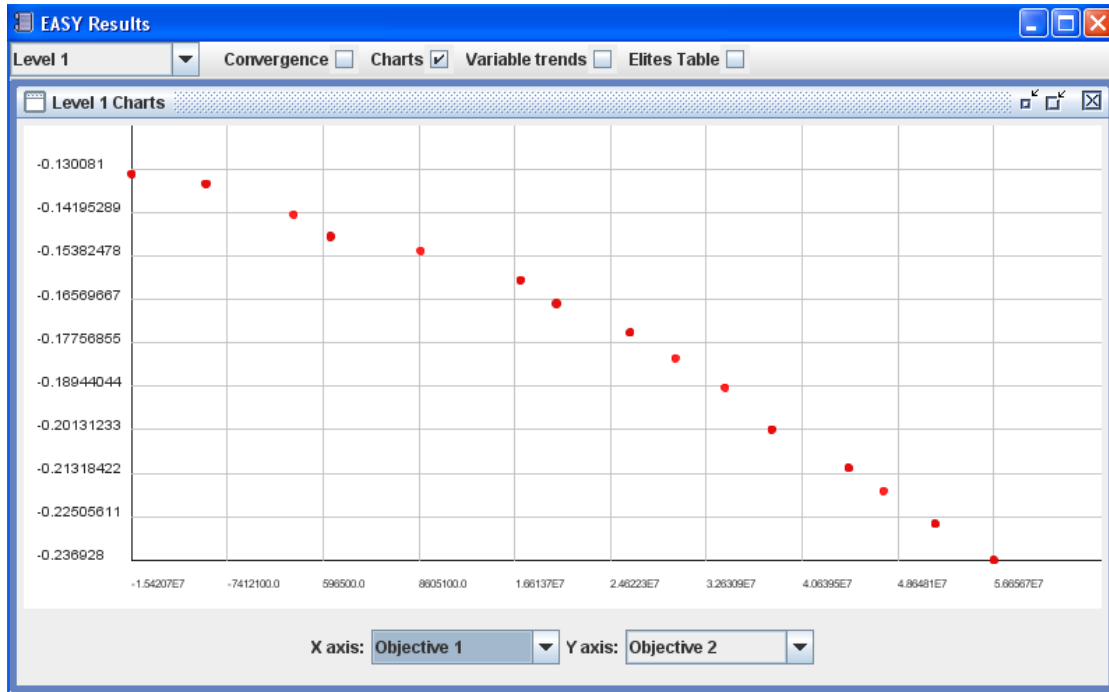 EASY Results
Level 1 Convergence Charts Variable trends Elites Table
Level 1 Charts
-0.130081
-0.14195289
-0.15382478
-0.16569667
-0.17756855
-0.18944044
-0.20131233
-0.21318422
-0.22505611
-0.236928
-1.54207E7 -7412100.0 596500.0 8605100.0 1.66137E7 2.46223E7 3.26309E7 4.06395E7 4.86481E7 5.66567E7
X axis: Objective 1 Y axis: Objective 2